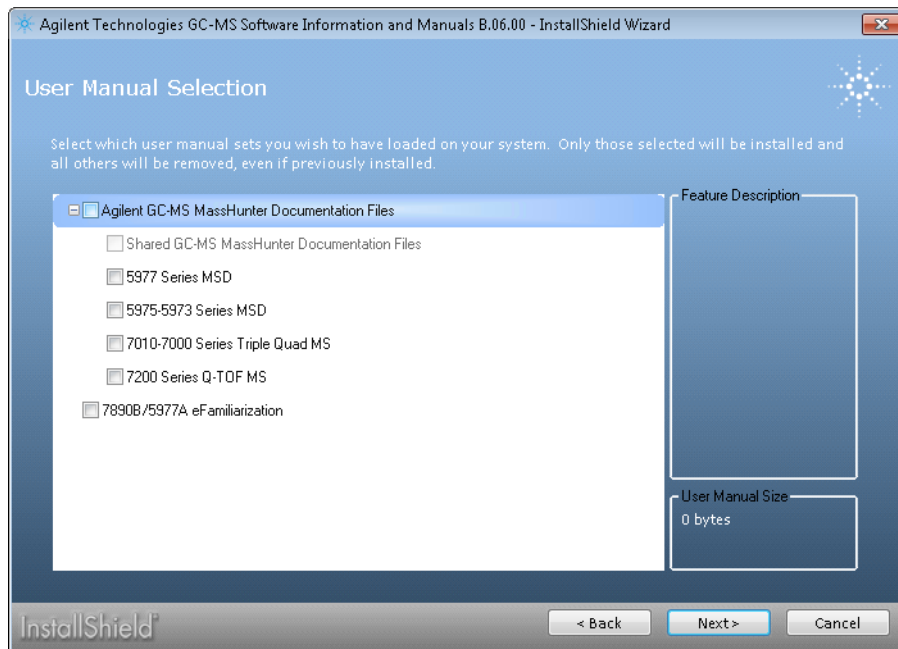 Agilent Technologies GC-MS Software Information and Manuals B.06.00 - InstallShield Wizard
User Manual Selection
Select which user manual sets you wish to have loaded on your system. Only those selected will be installed and
all others will be removed, even if previously installed.
Agilent GC-MS MassHunter Documentation Files
Shared GC-MS MassHunter Documentation Files
5977 Series MSD
5975-5973 Series MSD
7010-7000 Series Triple Quad MS
7200 Series Q-TOF MS
7890B/5977A eFamiliarization
Feature Description
User Manual Size
0 bytes
InstallShield
< Back
Next >
Cancel